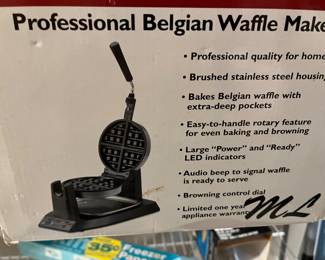 Professional Belgian Waffle Make
• Professional quality for home
• Brushed stainless steel housin
• Bakes Belgian waffle with
extra-deep pockets
• Easy-to-handle rotary feature
for even baking and browning
• Large “Power” and “Ready”
LED indicators
• Audio beep to signal waffle
is ready to serve
• Browning control dial
• Limited one year
appliance warrant
ML
35¢
Freezer
Pape